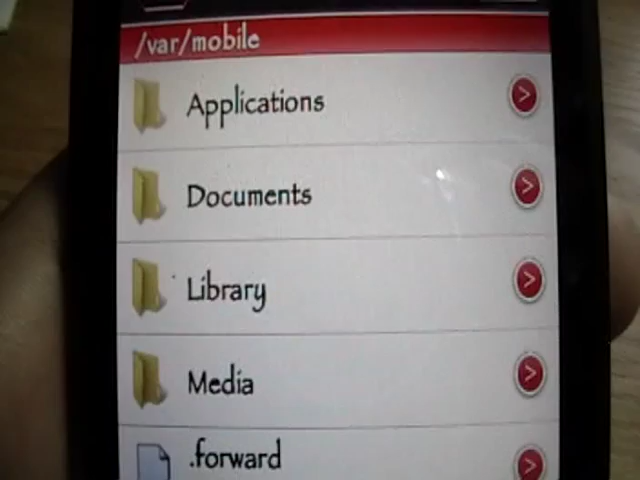 /var/mobile
Applications
Documents
Library
Media
.forward